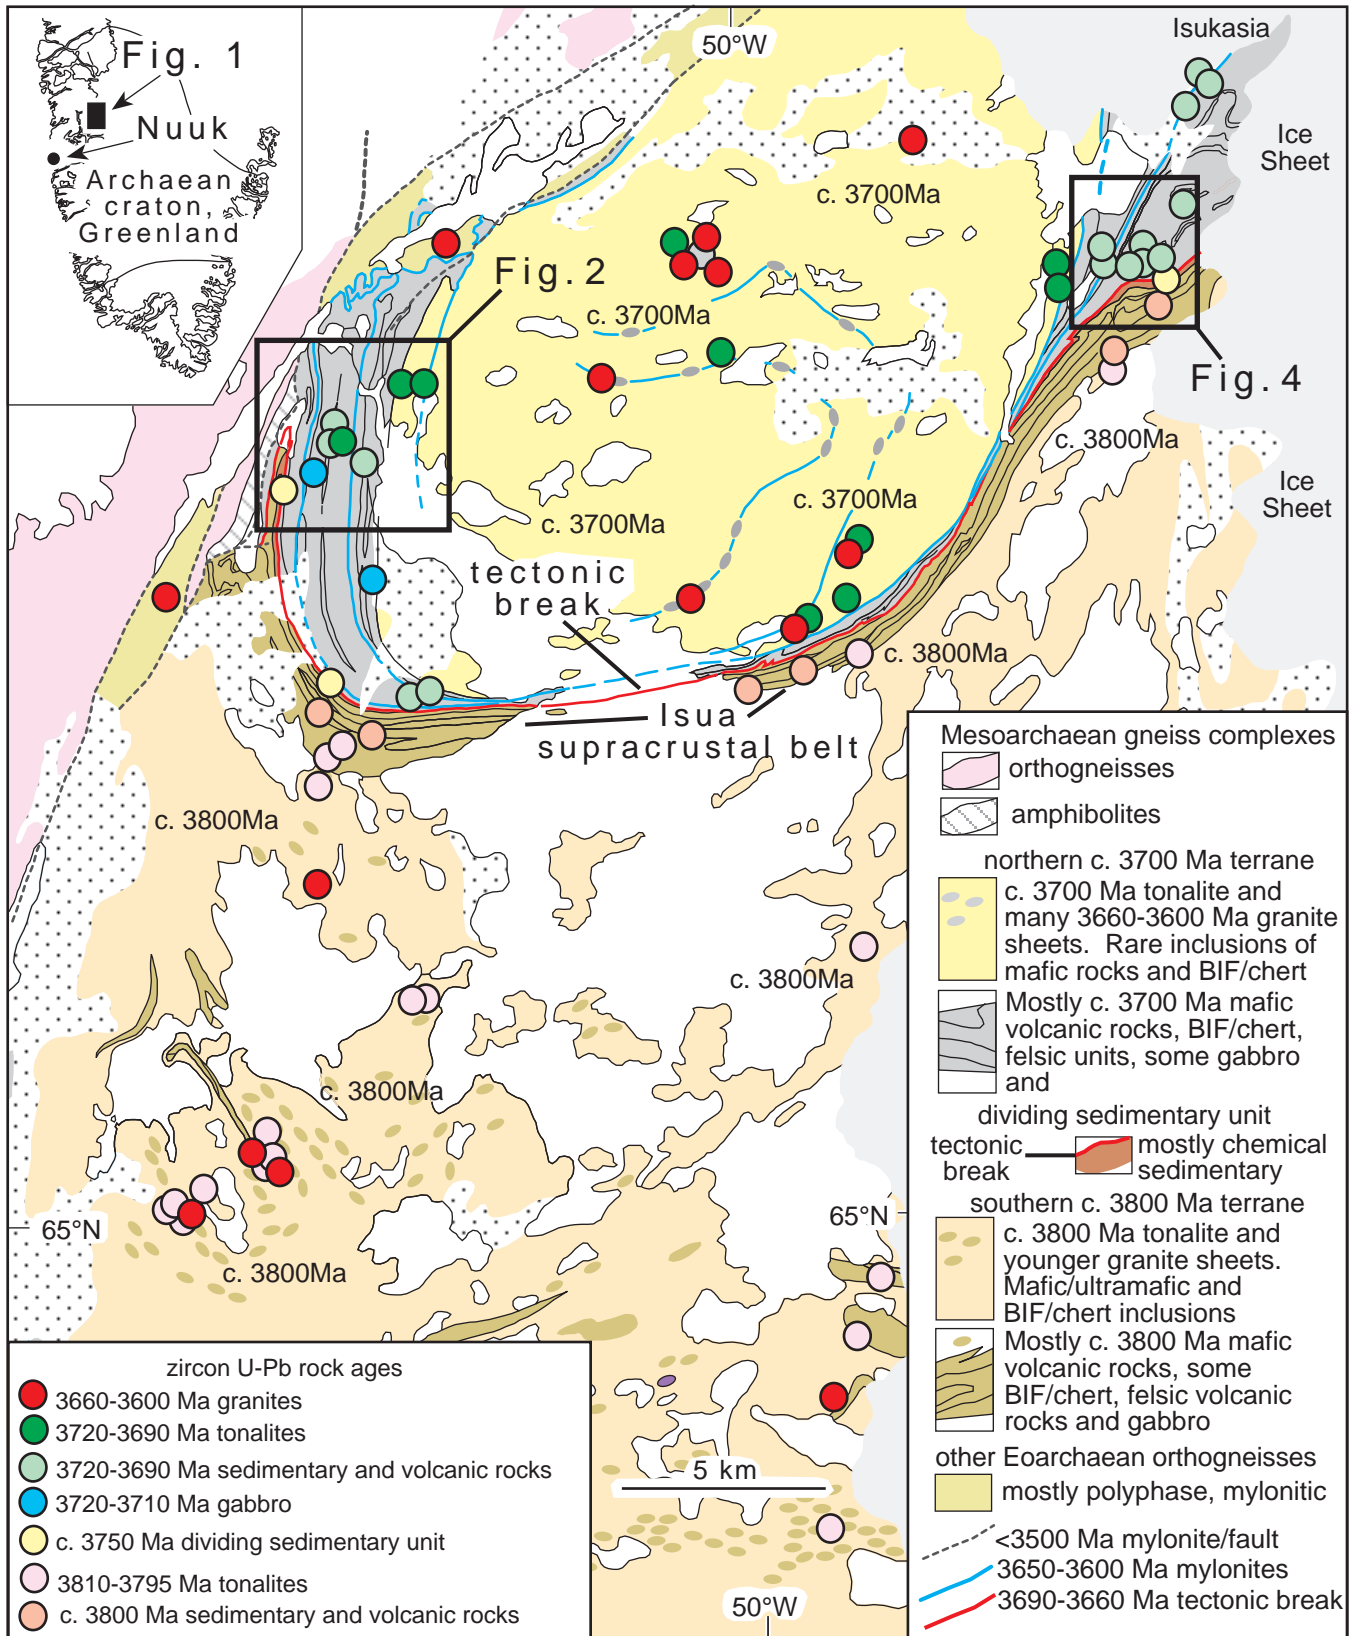 Fig. 1
Nuuk
Archaean
craton,
Greenland
50°W
Isukasia
Ice
Sheet
c. 3700Ma
Fig. 2
c. 3700Ma
Fig. 4
c. 3800Ma
Ice
Sheet
c. 3700Ma
c. 3700Ma
tectonic
break
c. 3800Ma
Isua
supracrustal belt
c. 3800Ma
c. 3800Ma
c. 3800Ma
65°N
65°N
c. 3800Ma
5 km
50°W
zircon U-Pb rock ages
3660-3600 Ma granites
3720-3690 Ma tonalites
3720-3690 Ma sedimentary and volcanic rocks
3720-3710 Ma gabbro
c. 3750 Ma dividing sedimentary unit
3810-3795 Ma tonalites
c. 3800 Ma sedimentary and volcanic rocks
Mesoarchaean gneiss complexes
orthogneisses
amphibolites
northern c. 3700 Ma terrane
c. 3700 Ma tonalite and
many 3660-3600 Ma granite
sheets. Rare inclusions of
mafic rocks and BIF/chert
Mostly c. 3700 Ma mafic
volcanic rocks, BIF/chert,
felsic units, some gabbro
and
dividing sedimentary unit
tectonic
break
mostly chemical
sedimentary
southern c. 3800 Ma terrane
c. 3800 Ma tonalite and
younger granite sheets.
Mafic/ultramafic and
BIF/chert inclusions
Mostly c. 3800 Ma mafic
volcanic rocks, some
BIF/chert, felsic volcanic
rocks and gabbro
other Eoarchaean orthogneisses
mostly polyphase, mylonitic
<3500 Ma mylonite/fault
3650-3600 Ma mylonites
3690-3660 Ma tectonic break